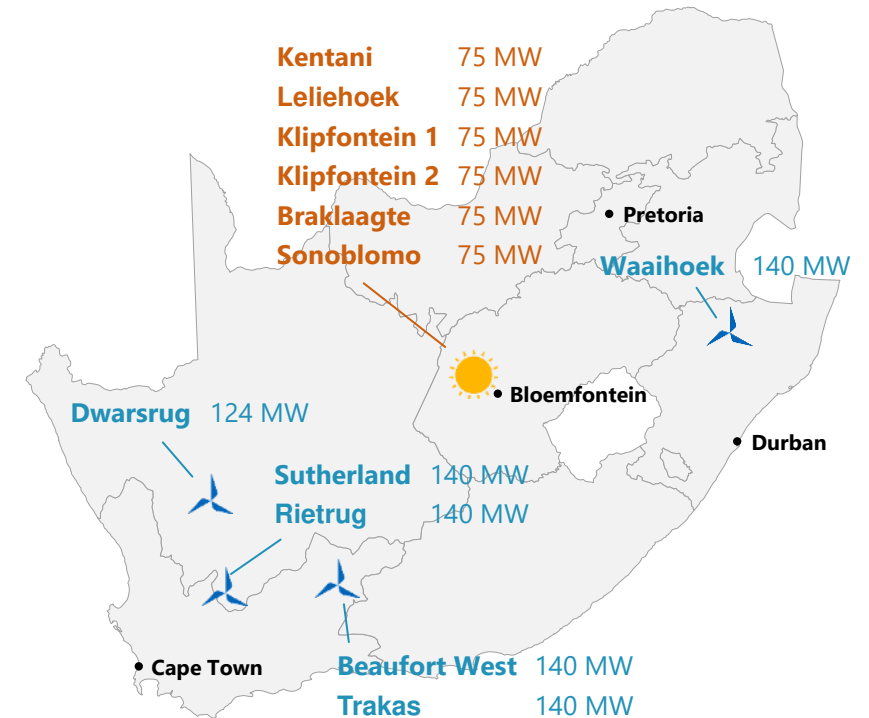 Kentani 75 MW
Leliehoek 75 MW
Klipfontein 1 75 MW
Klipfontein 2 75 MW
Braklaagte 75 MW
Sonoblomo 75 MW
Pretoria
Waaihoek 140 MW
Bloemfontein
Dwarsrug 124 MW
Durban
Sutherland 140 MW
Rietrug 140 MW
Cape Town
Beaufort West 140 MW
Trakas 140 MW